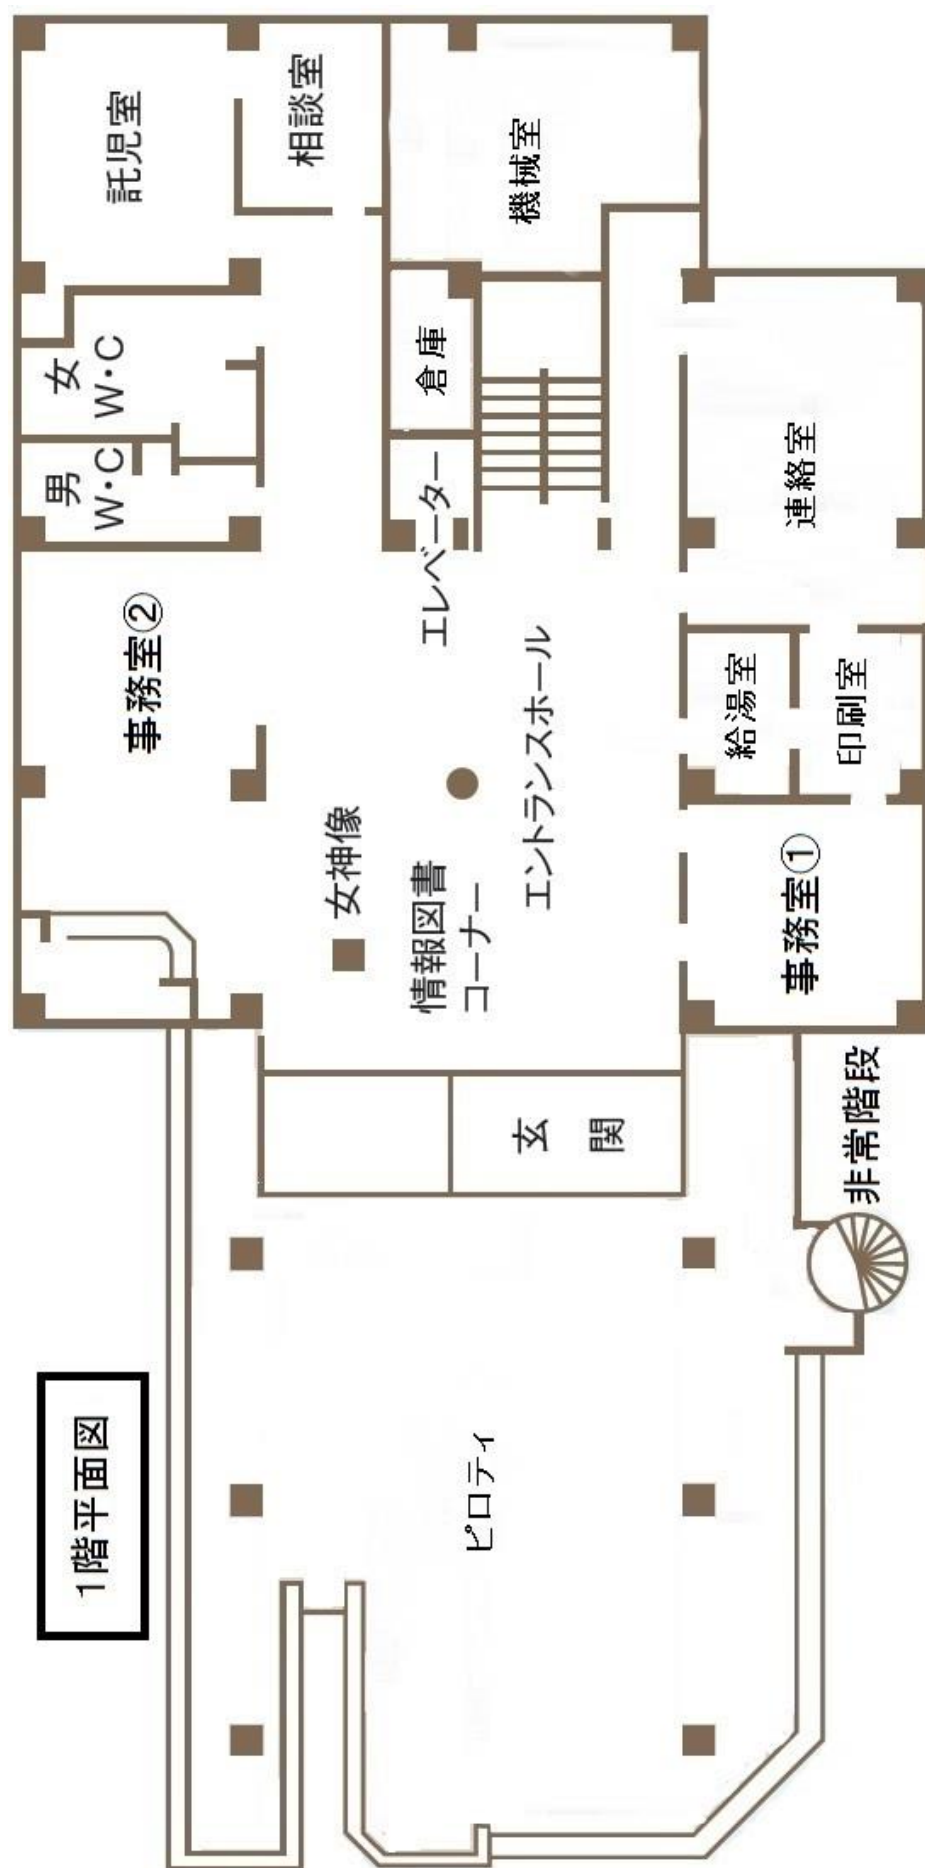 1階平面図
託児室
相談室
機械室
女
W・C
男
W・C
倉庫
エレベーター
連絡室
事務室②
エントランスホール
給湯室
印刷室
女神像
情報図書
コーナー
事務室①
玄　関
非常階段
ピロティ